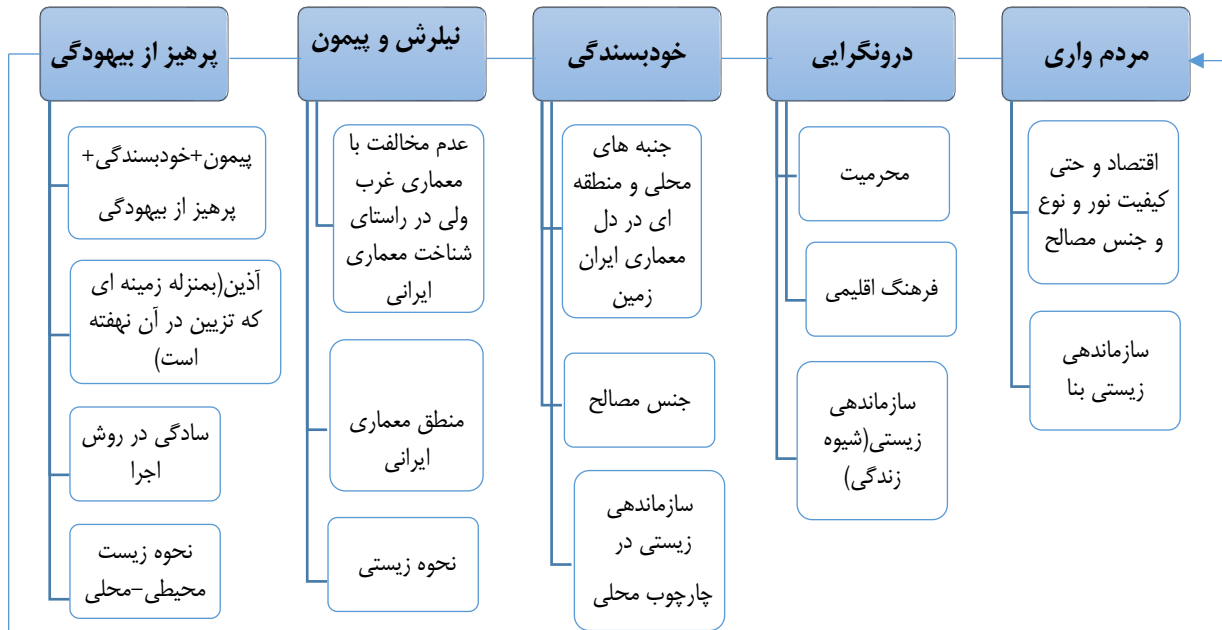 مردم واری
اقتصاد و حتی
کیفیت نور و نوع
و جنس مصالح
سازماندهی
زیستی بنا
درونگرایی
محرمیت
فرهنگ اقلیمی
سازماندهی
زیستی(شیوه
زندگی)
خودبسندگی
جنبه های
محلی و منطقه
ای در دل
معماری ایران
زمین
جنس مصالح
سازماندهی
زیستی در
چارچوب محلی
نیلرش و پیمون
عدم مخالفت با
معماری غرب
ولی در راستای
شناخت معماری
ایرانی
منطق معماری
ایرانی
نحوه زیستی
پرهیز از بیهودگی
پیمون+خودبسندگی+
پرهیز از بیهودگی
آذین(بمنزله زمینه ای
که تزیین در آن نهفته
است)
سادگی در روش
اجرا
نحوه زیست
محیطی-محلی